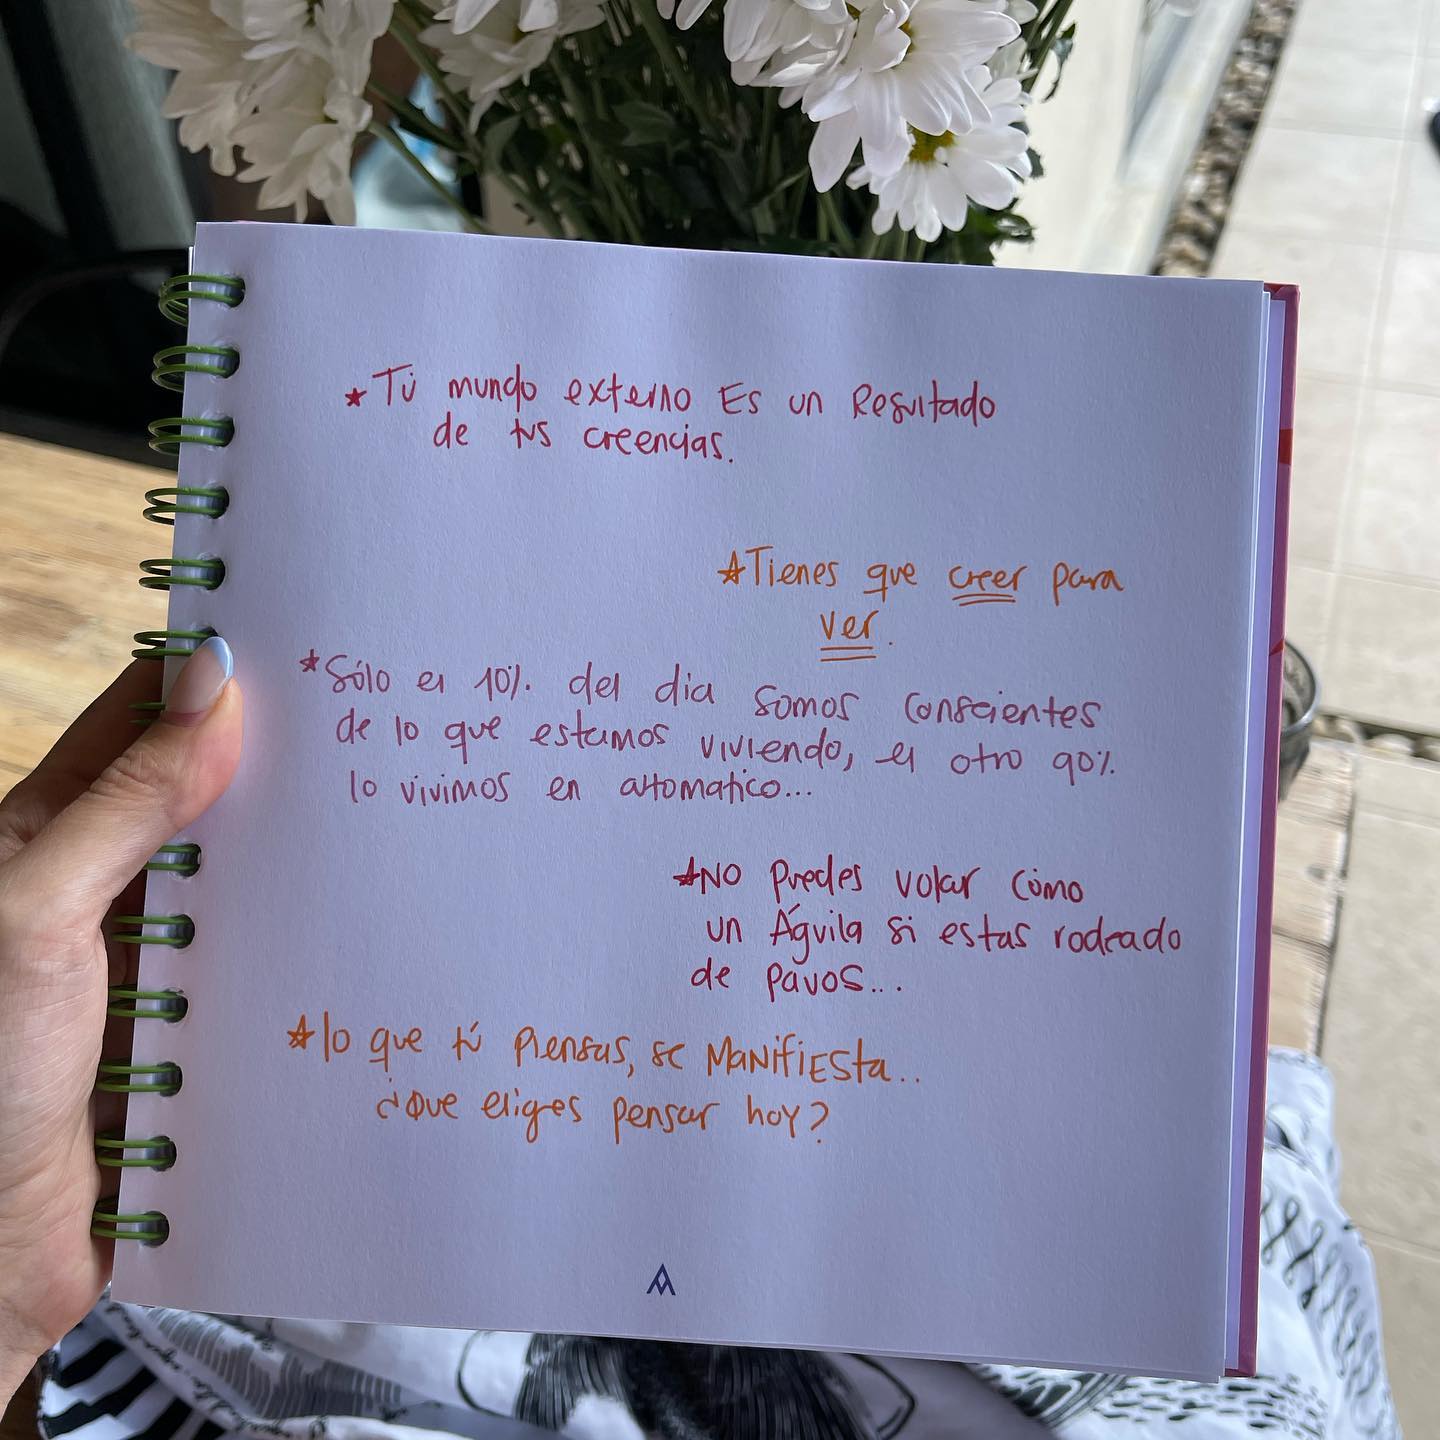 ★ Tú mundo externo Es un Resultado
de tus creencias.
★ Tienes que creer para
ver.
★ Sólo el 10% del dia somos conscientes
de lo que estamos viviendo, el otro 90%
lo vivimos en automatico...
★ NO puedes volar cómo
un Águila si estas rodeado
de pavos...
★ lo que tú piensas, se MaNifiEsta..
¿Que eliges pensar hoy?